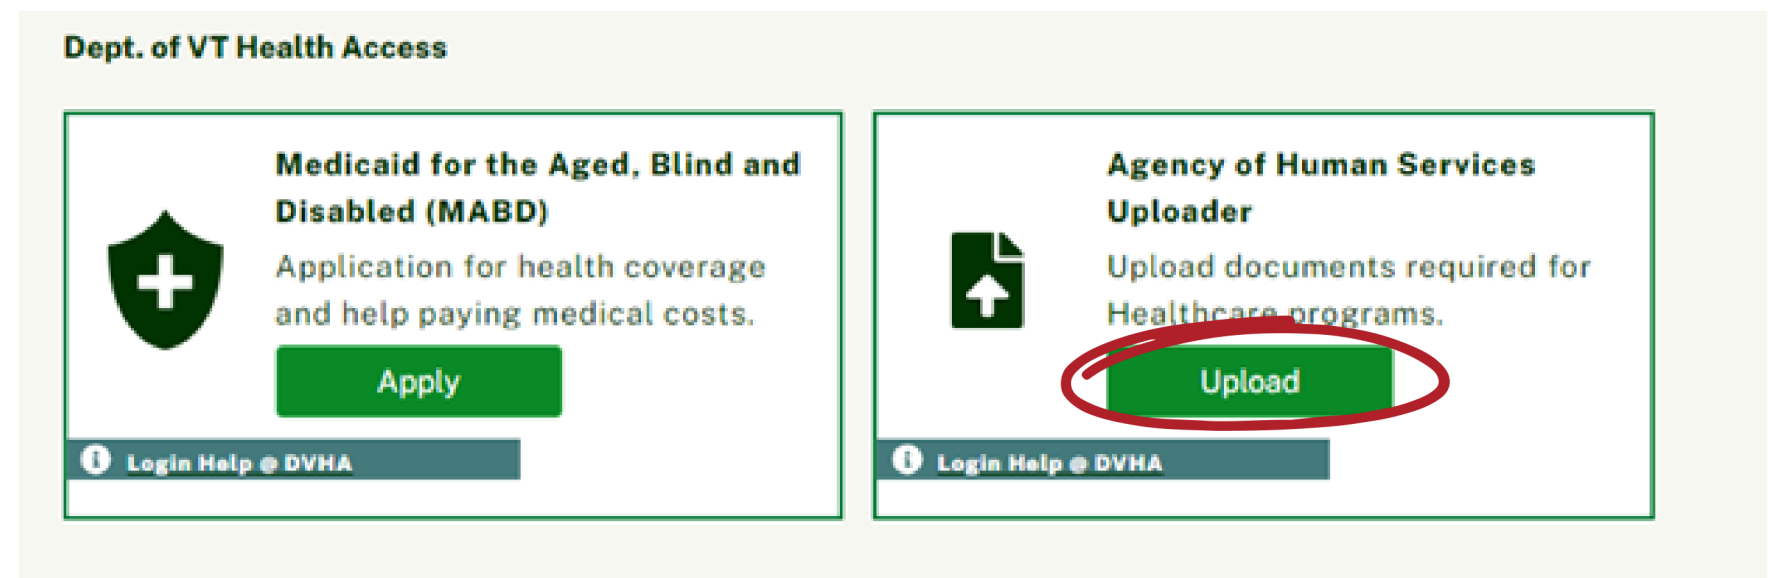 Dept. of VT Health Access
Medicaid for the Aged, Blind and
Disabled (MABD)
Application for health coverage
and help paying medical costs.
Apply
Login Help @ DVHA
Agency of Human Services
Uploader
Upload documents required for
Healthcare programs.
Upload
Login Help @ DVHA